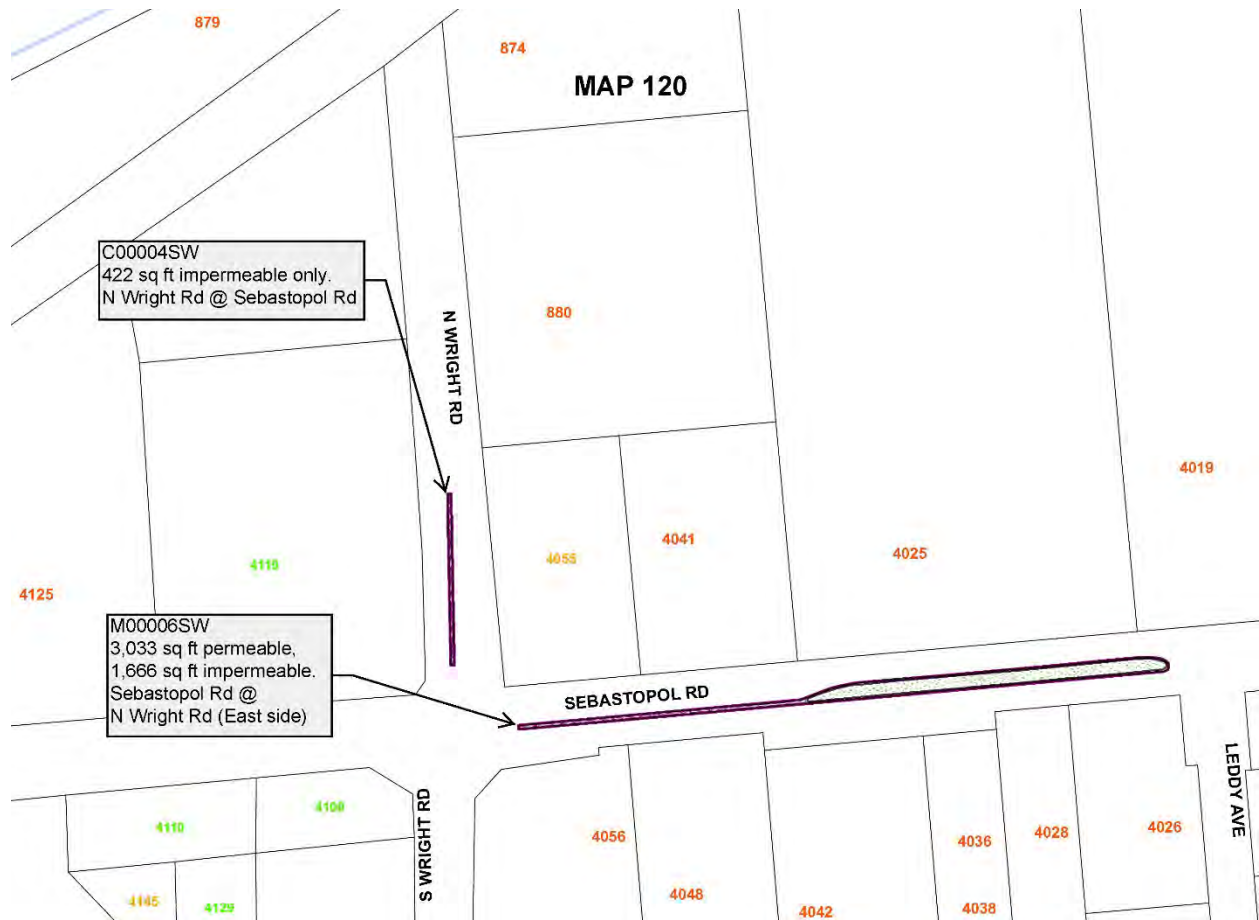 879
874
MAP 120
C00004SW
422 sq ft impermeable only.
N Wright Rd @ Sebastopol Rd
880
N WRIGHT RD
4019
4025
4041
4055
4115
4125
M00006SW
3,033 sq ft permeable,
1,666 sq ft impermeable.
Sebastopol Rd @
N Wright Rd (East side)
SEBASTOPOL RD
LEDDY AVE
S WRIGHT RD
4100
4110
4056
4036
4028
4026
4048
4042
4038
4145
4129